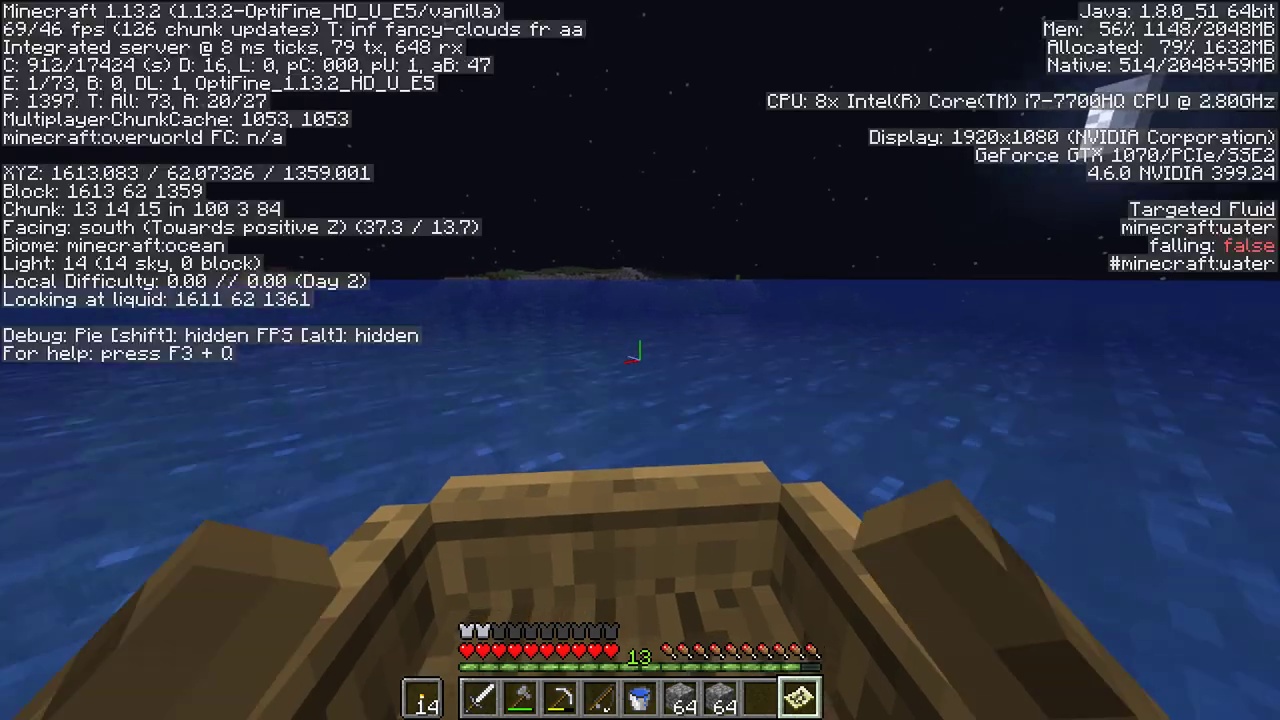 Minecraft 1.13.2 (1.13.2-OptiFine_HD_U_E5/vanilla)
69/46 fps (126 chunk updates) T: inf fancy-clouds fr aa
Integrated server @ 8 ms ticks, 79 tx, 648 rx
C: 912/17424 (s) D: 16, L: 0, pC: 000, pU: 1, aB: 47
E: 1/73, B: 0, DL: 1, OptiFine_1.13.2_HD_U_E5
P: 1397. T: All: 73, A: 20/27
MultiplayerChunkCache: 1053, 1053
minecraft:overworld FC: n/a
XYZ: 1613.083 / 62.07326 / 1359.001
Block: 1613 62 1359
Chunk: 13 14 15 in 100 3 84
Facing: south (Towards positive Z) (37.3 / 13.7)
Biome: minecraft:ocean
Light: 14 (14 sky, 0 block)
Local Difficulty: 0.00 // 0.00 (Day 2)
Looking at liquid: 1611 62 1361
Debug: Pie [shift]: hidden FPS [alt]: hidden
For help: press F3 + Q
Java: 1.8.0_51 64bit
Mem: 56% 1148/2048MB
Allocated: 79% 1632MB
Native: 514/2048+59MB
CPU: 8x Intel(R) Core(TM) i7-7700HQ CPU @ 2.80GHz
Display: 1920x1080 (NVIDIA Corporation)
GeForce GTX 1070/PCIe/SSE2
4.6.0 NVIDIA 399.24
Targeted Fluid
minecraft:water
falling: false
#minecraft:water
13
14
64
64